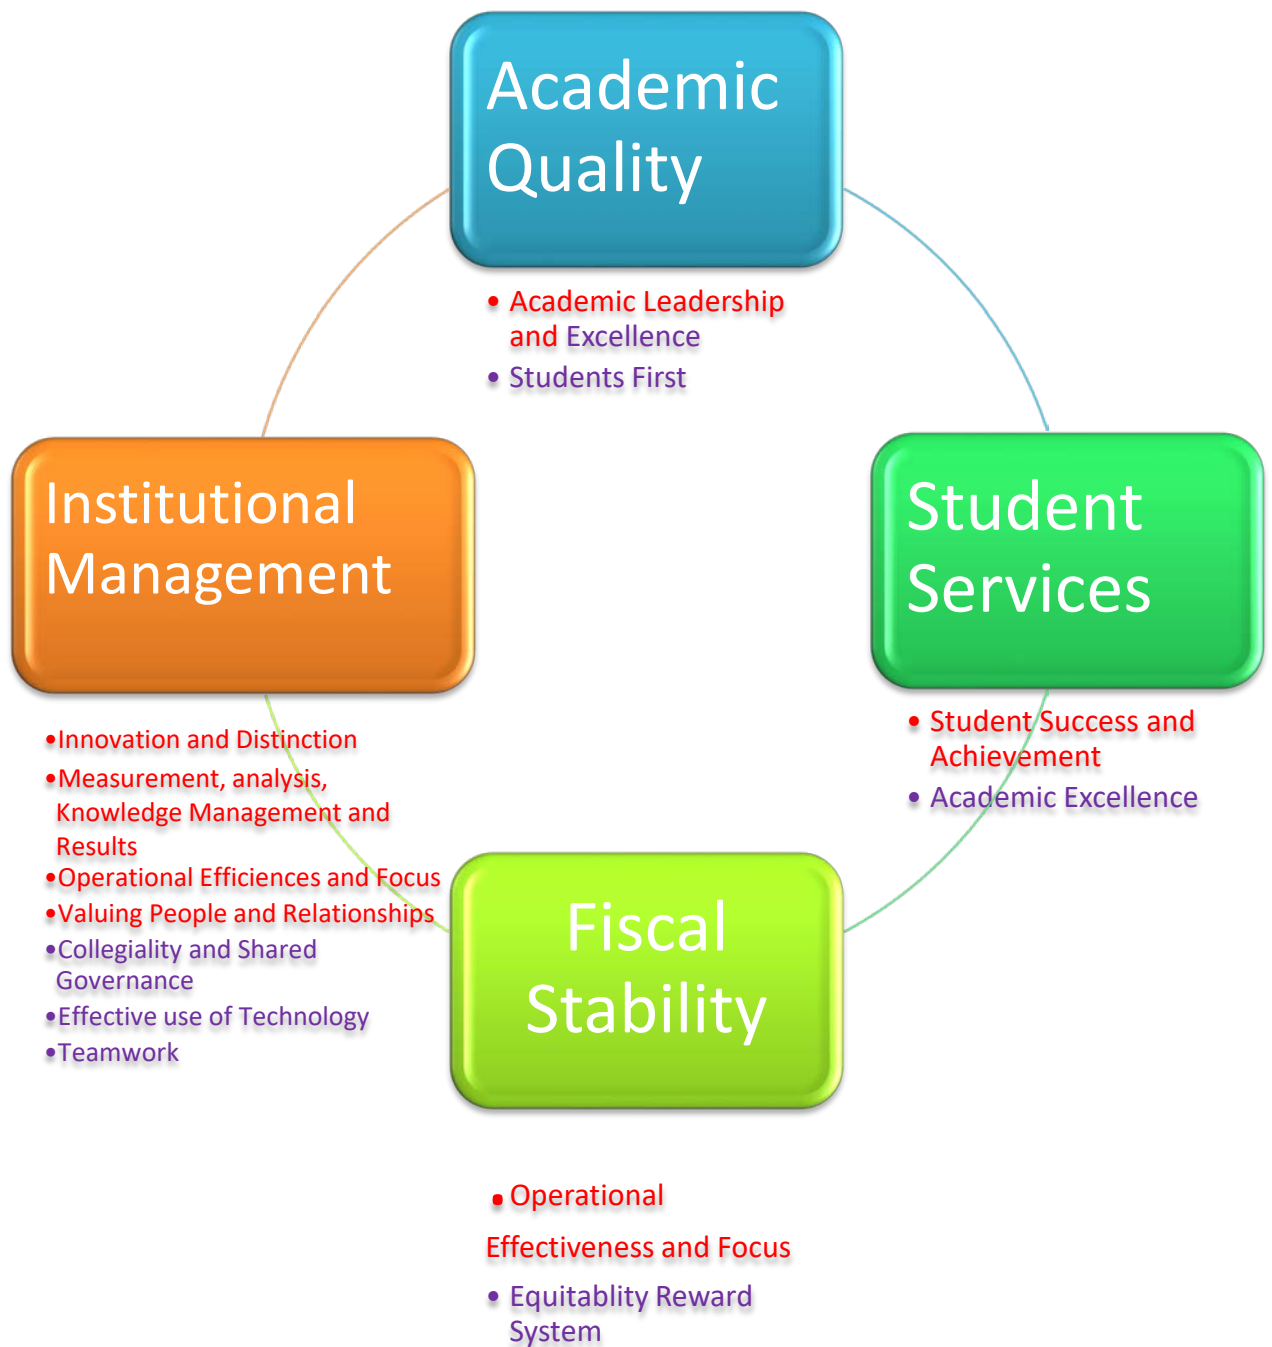 Academic
Quality
• Academic Leadership
and Excellence
• Students First
Institutional
Management
•Innovation and Distinction
•Measurement, analysis,
Knowledge Management and
Results
•Operational Efficiences and Focus
•Valuing People and Relationships
•Collegiality and Shared
Governance
•Effective use of Technology
•Teamwork
Student
Services
• Student Success and
Achievement
• Academic Excellence
Fiscal
Stability
• Operational
Effectiveness and Focus
• Equitablity Reward
System